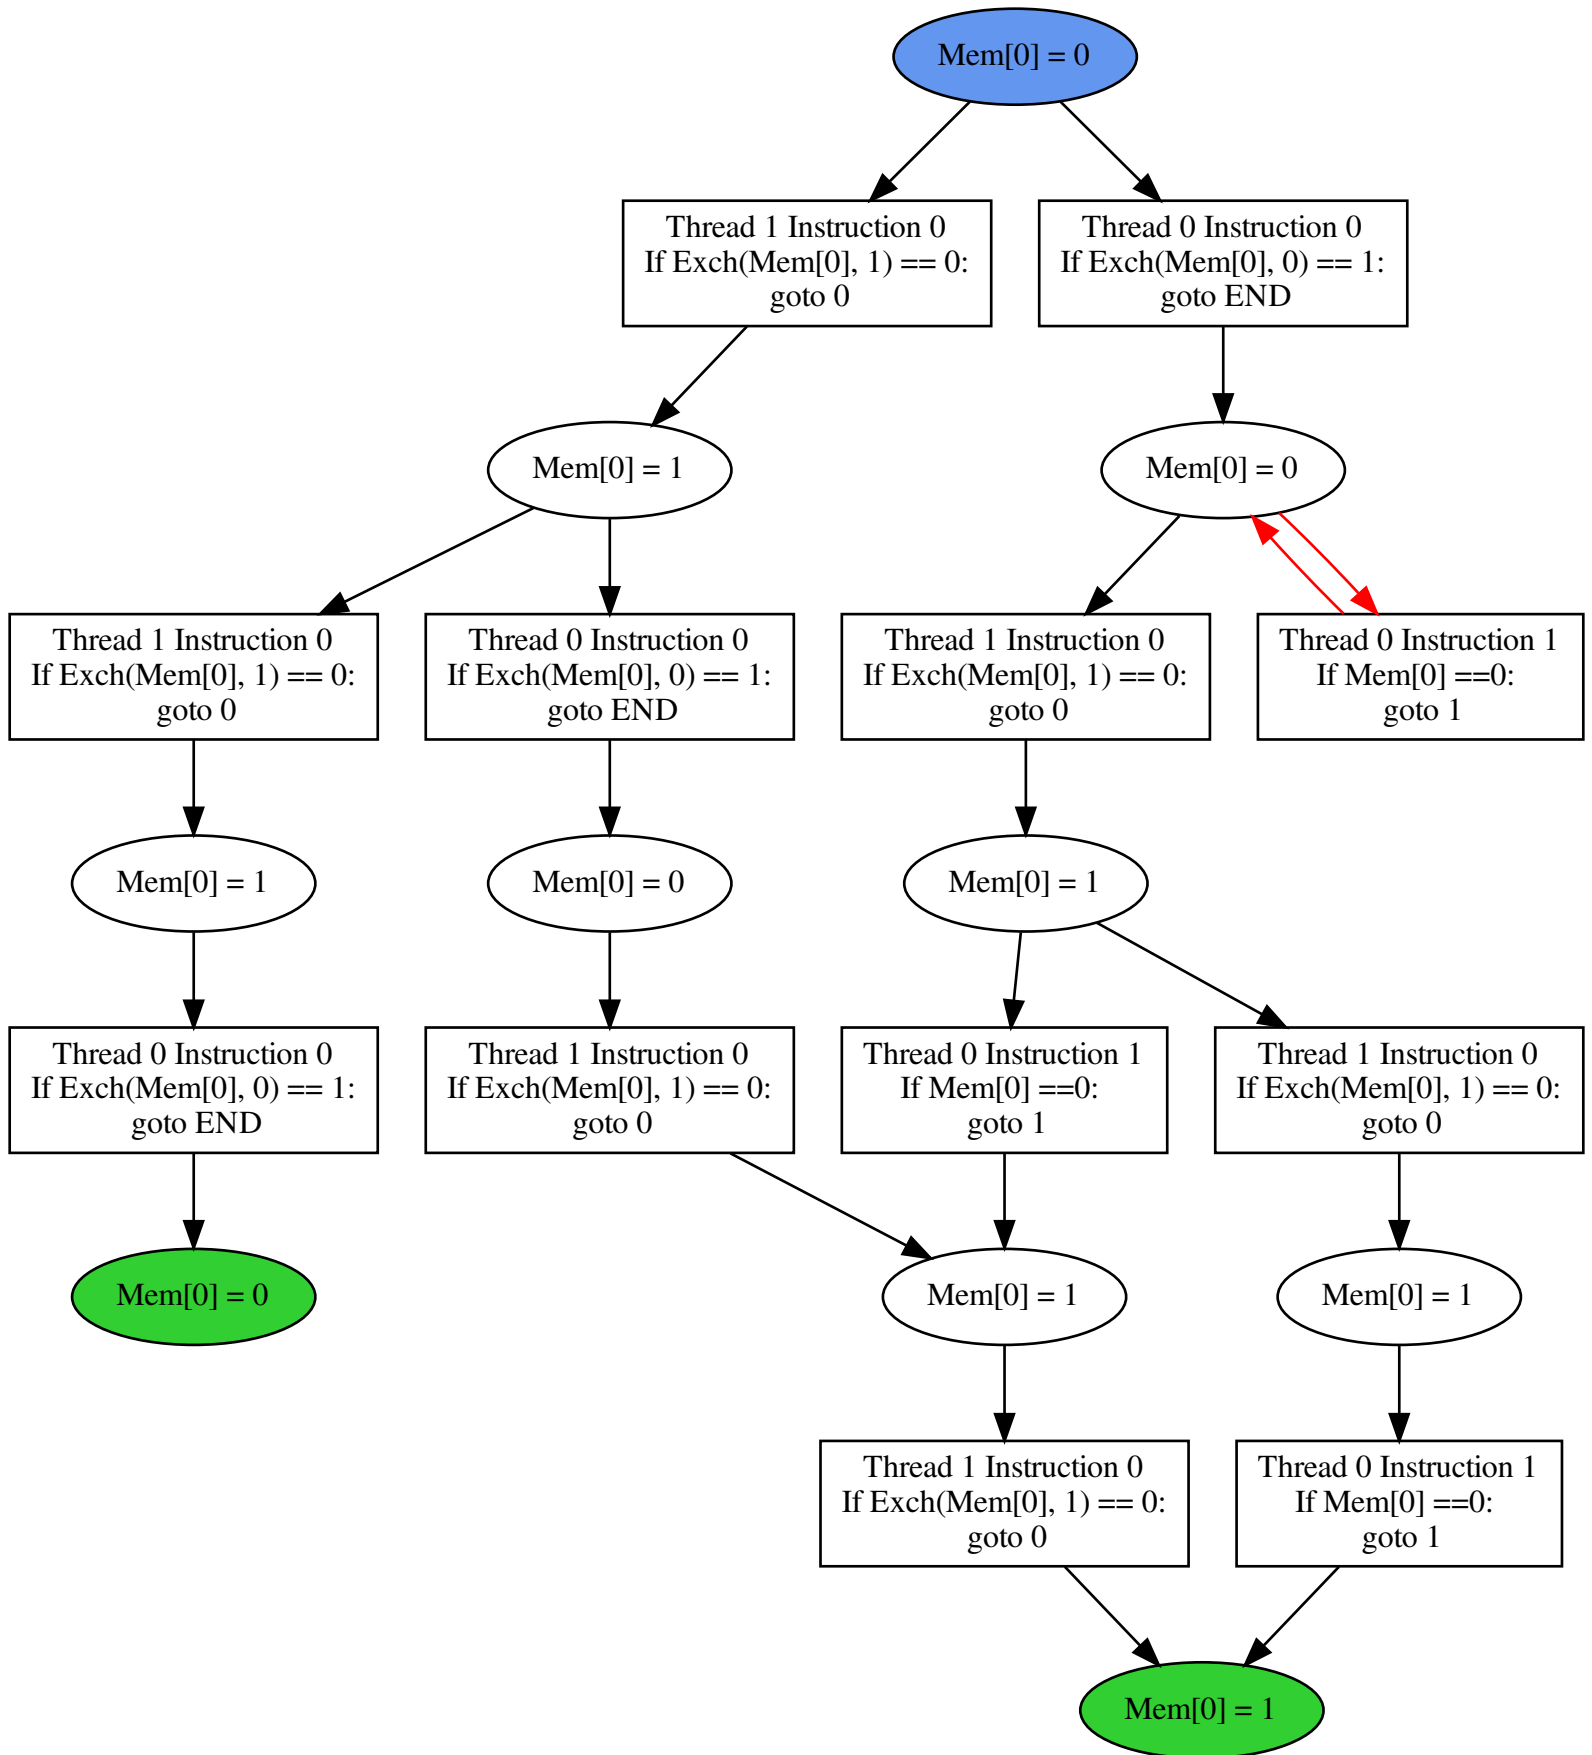 Mem[0] = 0
Thread 1 Instruction 0
If Exch(Mem[0], 1) == 0:
goto 0
Thread 0 Instruction 0
If Exch(Mem[0], 0) == 1:
goto END
Mem[0] = 1
Mem[0] = 0
Thread 1 Instruction 0
If Exch(Mem[0], 1) == 0:
goto 0
Thread 0 Instruction 0
If Exch(Mem[0], 0) == 1:
goto END
Thread 1 Instruction 0
If Exch(Mem[0], 1) == 0:
goto 0
Thread 0 Instruction 1
If Mem[0] ==0:
goto 1
Mem[0] = 1
Mem[0] = 0
Mem[0] = 1
Thread 0 Instruction 0
If Exch(Mem[0], 0) == 1:
goto END
Thread 1 Instruction 0
If Exch(Mem[0], 1) == 0:
goto 0
Thread 0 Instruction 1
If Mem[0] ==0:
goto 1
Thread 1 Instruction 0
If Exch(Mem[0], 1) == 0:
goto 0
Mem[0] = 0
Mem[0] = 1
Mem[0] = 1
Thread 1 Instruction 0
If Exch(Mem[0], 1) == 0:
goto 0
Thread 0 Instruction 1
If Mem[0] ==0:
goto 1
Mem[0] = 1